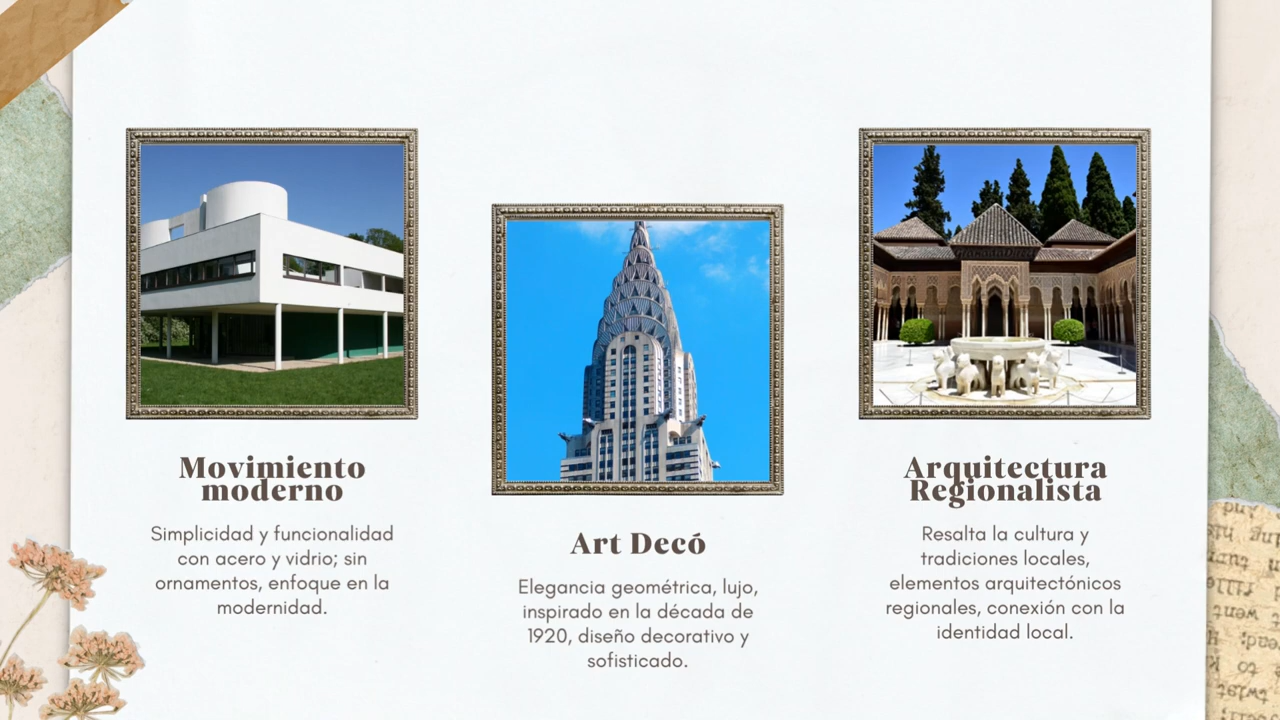 Movimiento
moderno
Simplicidad y funcionalidad
con acero y vidrio; sin
ornamentos, enfoque en la
modernidad.
Art Decó
Elegancia geométrica, lujo,
inspirado en la década de
1920, diseño decorativo y
sofisticado.
Arquitectura
Regionalista
Resalta la cultura y
tradiciones locales,
elementos arquitectónicos
regionales, conexión con la
identidad local.